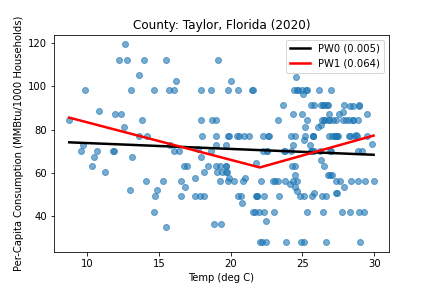 County: Taylor, Florida (2020)
PW0 (0.005)
PW1 (0.064)
Per-Capita Consumption (MMBtu/1000 Households)
120
100
80
60
40
10
15
20
25
30
Temp (deg C)